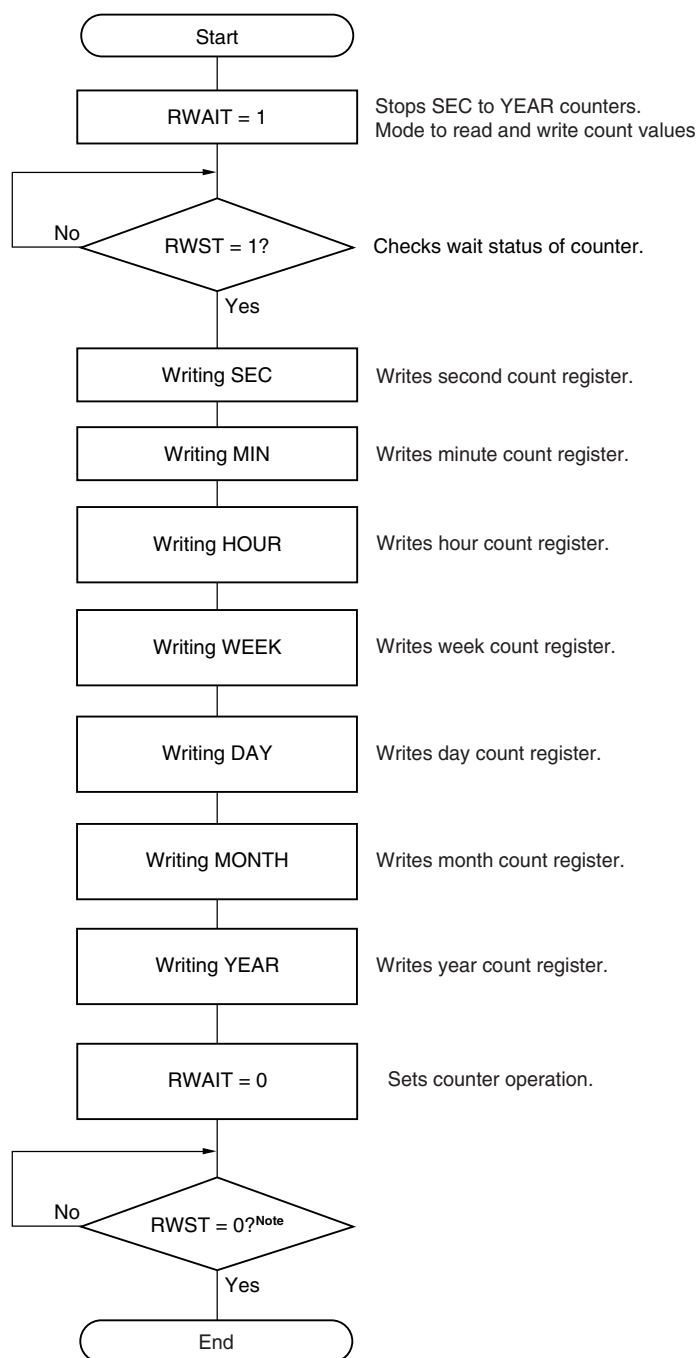 Start
RWAIT = 1
Stops SEC to YEAR counters.
Mode to read and write count values
No
RWST = 1?
Checks wait status of counter.
Yes
Writing SEC
Writes second count register.
Writing MIN
Writes minute count register.
Writing HOUR
Writes hour count register.
Writing WEEK
Writes week count register.
Writing DAY
Writes day count register.
Writing MONTH
Writes month count register.
Writing YEAR
Writes year count register.
RWAIT = 0
Sets counter operation.
No
RWST = 0?Note
Yes
End